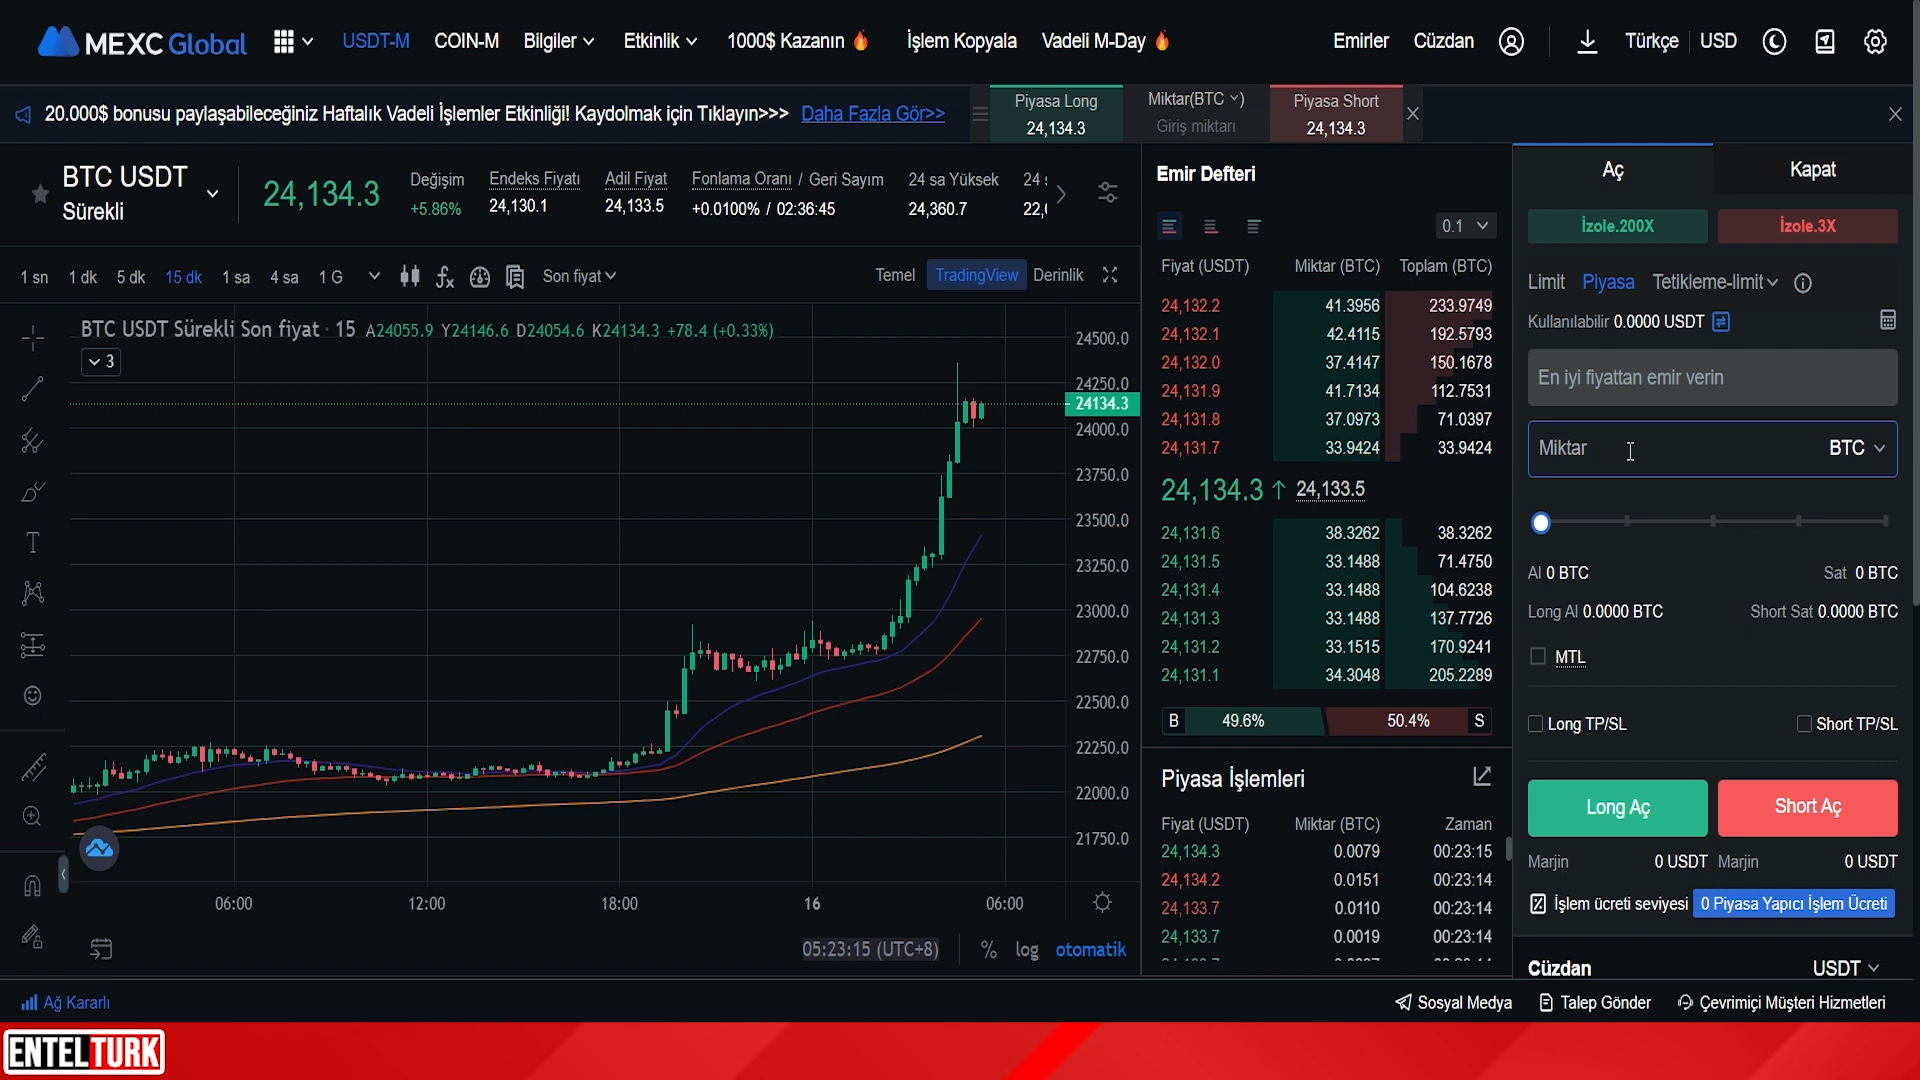 MEXC Global USDT-M COIN-M Bilgiler Etkinlik 1000$ Kazanın İşlem Kopyala Vadeli M-Day Emirler Cüzdan Türkçe USD
20.000$ bonusu paylaşabileceğiniz Haftalık Vadeli İşlemler Etkinliği! Kaydolmak için Tıklayın>>> Daha Fazla Gör>>
Piyasa Long Miktar(BTC) Piyasa Short
24,134.3 Giriş miktarı 24,134.3
BTC USDT
Sürekli
24,134.3
Değişim Endeks Fiyatı Adil Fiyat Fonlama Oranı / Geri Sayım 24 sa Yüksek 24
+5.86% 24,130.1 24,133.5 +0.0100% / 02:36:45 24,360.7 22,
1 sn 1 dk 5 dk 15 dk 1 sa 4 sa 1 G Son fiyat Temel TradingView Derinlik
BTC USDT Sürekli Son fiyat · 15 A24055.9 Y24146.6 D24054.6 K24134.3 +78.4 (+0.33%)
3
24500.0
24250.0
24134.3
24000.0
23750.0
23500.0
23250.0
23000.0
22750.0
22500.0
22250.0
22000.0
21750.0
06:00 12:00 18:00 16 06:00
05:23:15 (UTC+8) % log otomatik
Emir Defteri
0.1
Fiyat (USDT) Miktar (BTC) Toplam (BTC)
24,132.2 41.3956 233.9749
24,132.1 42.4115 192.5793
24,132.0 37.4147 150.1678
24,131.9 41.7134 112.7531
24,131.8 37.0973 71.0397
24,131.7 33.9424 33.9424
24,134.3 24,133.5
24,131.6 38.3262 38.3262
24,131.5 33.1488 71.4750
24,131.4 33.1488 104.6238
24,131.3 33.1488 137.7726
24,131.2 33.1515 170.9241
24,131.1 34.3048 205.2289
B 49.6% 50.4% S
Piyasa İşlemleri
Fiyat (USDT) Miktar (BTC) Zaman
24,134.3 0.0079 00:23:15
24,134.2 0.0151 00:23:14
24,133.7 0.0110 00:23:14
24,133.7 0.0019 00:23:14
Aç Kapat
İzole.200X İzole.3X
Limit Piyasa Tetikleme-limit
Kullanılabilir 0.0000 USDT
En iyi fiyattan emir verin
Miktar BTC
Al 0 BTC Sat 0 BTC
Long Al 0.0000 BTC Short Sat 0.0000 BTC
MTL
Long TP/SL Short TP/SL
Long Aç Short Aç
Marjin 0 USDT Marjin 0 USDT
İşlem ücreti seviyesi 0 Piyasa Yapıcı İşlem Ücreti
Cüzdan USDT
Ağ Kararlı Sosyal Medya Talep Gönder Çevrimiçi Müşteri Hizmetleri
ENTELTURK